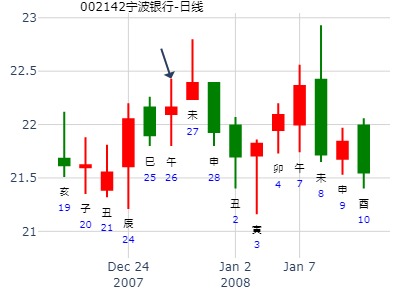 002142宁波银行-日线
23
22.5
22
21.5
21
亥
19
子
20
丑
21
辰
24
巳
25
午
26
未
27
申
28
丑
2
寅
3
卯
4
午
7
未
8
申
9
酉
10
Dec 24
2007
Jan 2
2008
Jan 7